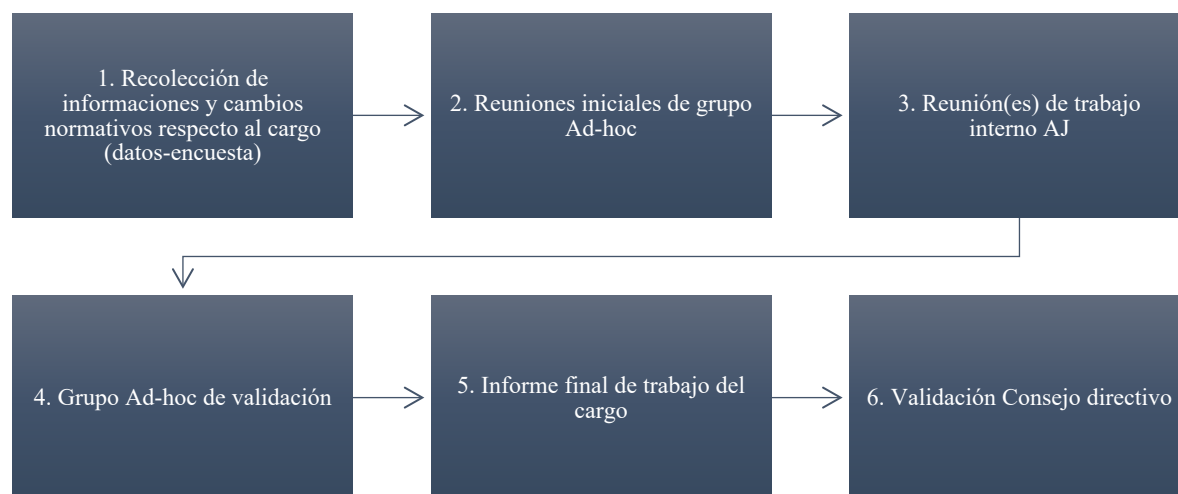 1. Recolección de
informaciones y cambios
normativos respecto al cargo
(datos-encuesta)
2. Reuniones iniciales de grupo
Ad-hoc
3. Reunión(es) de trabajo
interno AJ
4. Grupo Ad-hoc de validación
5. Informe final de trabajo del
cargo
6. Validación Consejo directivo